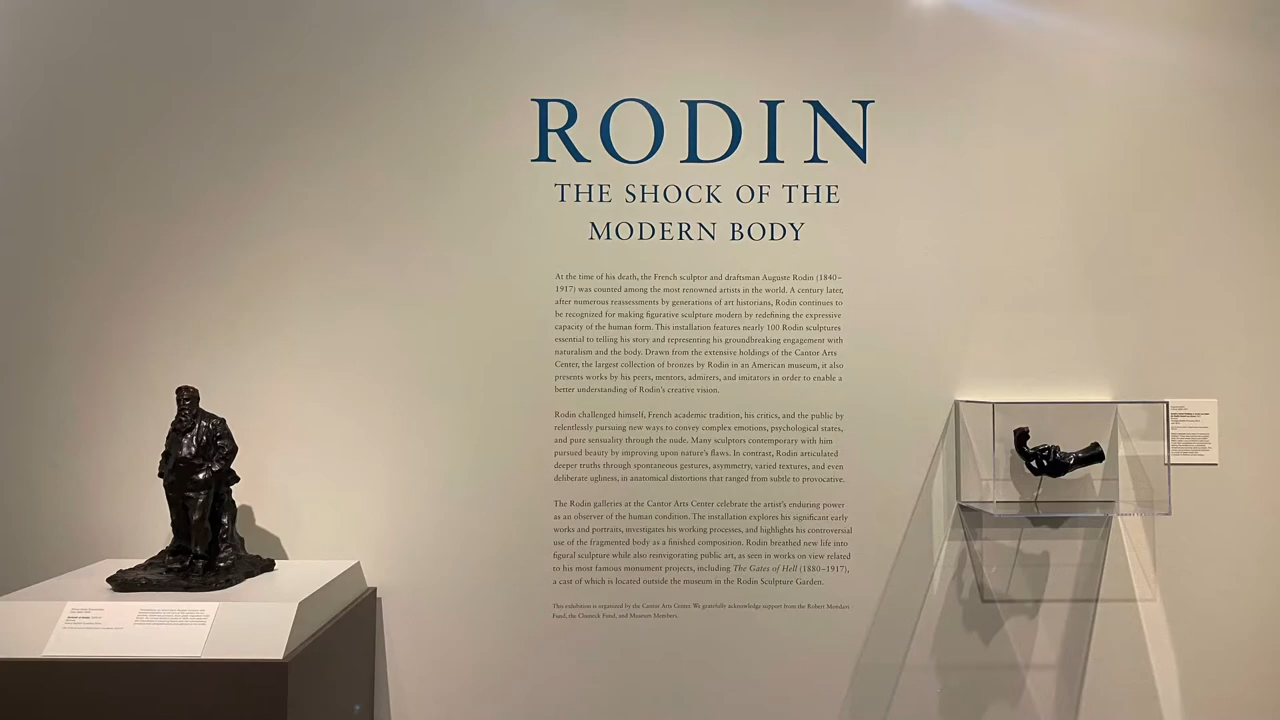 RODIN
THE SHOCK OF THE
MODERN BODY
At the time of his death, the French sculptor and draftsman Auguste Rodin (1840–
1917) was counted among the most renowned artists in the world. A century later,
after numerous reassessments by generations of art historians, Rodin continues to
be recognized for making figurative sculpture modern by redefining the expressive
capacity of the human form. This installation features nearly 100 Rodin sculptures
essential to telling his story and representing his groundbreaking engagement with
naturalism and the body. Drawn from the extensive holdings of the Cantor Arts
Center, the largest collection of bronzes by Rodin in an American museum, it also
presents works by his peers, mentors, admirers, and imitators in order to enable a
better understanding of Rodin's creative vision.
Rodin challenged himself, French academic tradition, his critics, and the public by
relentlessly pursuing new ways to convey complex emotions, psychological states,
and pure sensuality through the nude. Many sculptors contemporary with him
pursued beauty by improving upon nature's flaws. In contrast, Rodin articulated
deeper truths through spontaneous gestures, asymmetry, varied textures, and even
deliberate ugliness, in anatomical distortions that ranged from subtle to provocative.
The Rodin galleries at the Cantor Arts Center celebrate the artist's enduring power
as an observer of the human condition. The installation explores his significant early
works and portraits, investigates his working processes, and highlights his controversial
use of the fragmented body as a finished composition. Rodin breathed new life into
figural sculpture while also reinvigorating public art, as seen in works on view related
to his most famous monument projects, including The Gates of Hell (1880–1917),
a cast of which is located outside the museum in the Rodin Sculpture Garden.
This exhibition is organized by the Cantor Arts Center. We gratefully acknowledge support from the Robert Mondavi
Fund, the Clumeck Fund, and Museum Members.